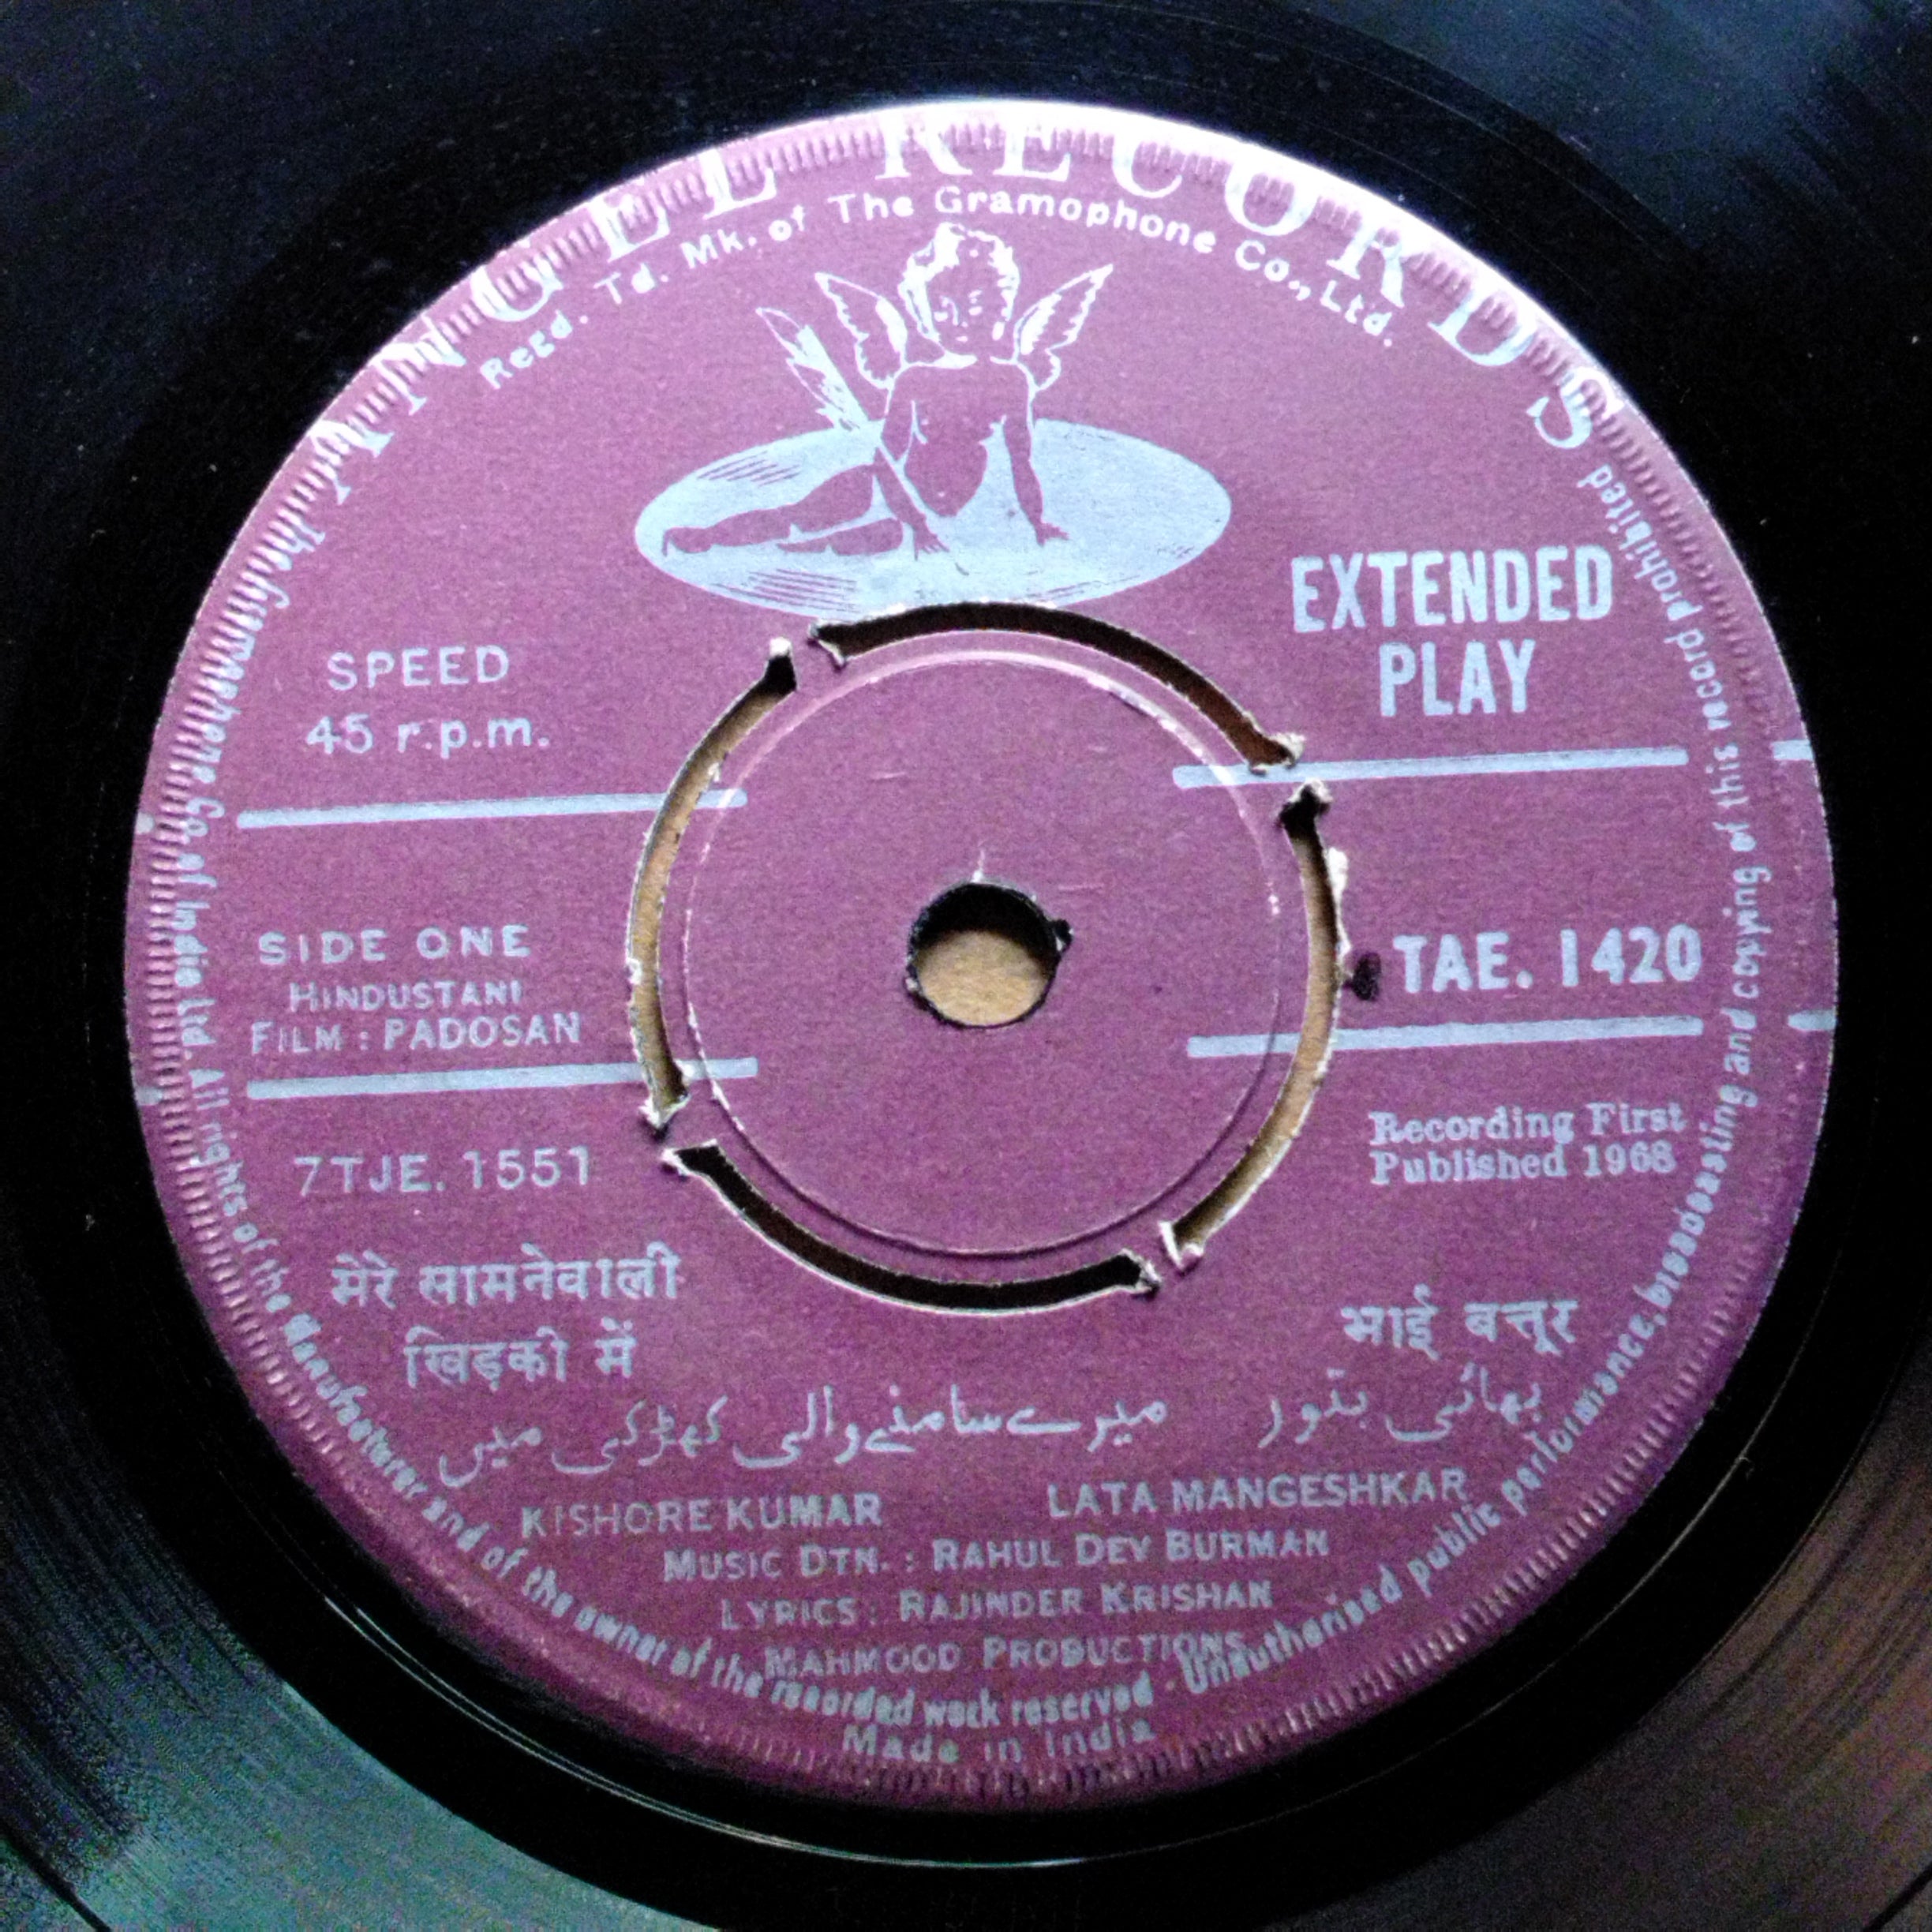 ANGEL RECORDS
Regd. Td. Mk. of The Gramophone Co., Ltd.
EXTENDED
PLAY
SPEED
45 r.p.m.
SIDE ONE
HINDUSTANI
FILM : PADOSAN
TAE. 1420
7TJE. 1551
Recording First
Published 1968
मेरे सामनेवाली
खिड़की में
भाई बत्तूर
میرے سامنے والی کھڑکی میں
بھائی بتور
KISHORE KUMAR
LATA MANGESHKAR
MUSIC DTN. : RAHUL DEV BURMAN
LYRICS : RAJINDER KRISHAN
MAHMOOD PRODUCTIONS
Made in India
Co. of India Ltd. All rights of the Manufacturer and of the owner of the recorded work reserved · Unauthorised public performance, broadcasting and copying of this record prohibited